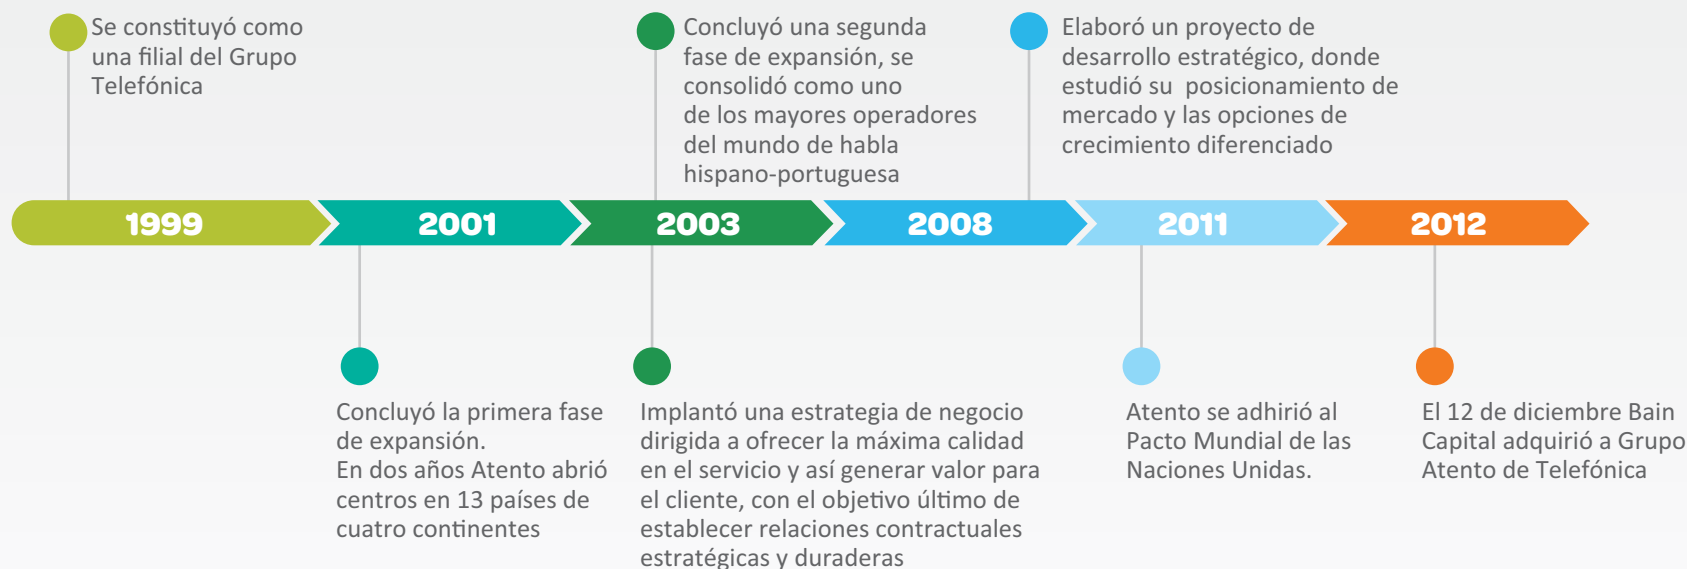 Se constituyó como
una filial del Grupo
Telefónica
Concluyó una segunda
fase de expansión, se
consolidó como uno
de los mayores operadores
del mundo de habla
hispano-portuguesa
Elaboró un proyecto de
desarrollo estratégico, donde
estudió su  posicionamiento de
mercado y las opciones de
crecimiento diferenciado
1999
2001
2003
2008
2011
2012
Concluyó la primera fase
de expansión.
En dos años Atento abrió
centros en 13 países de
cuatro continentes
Implantó una estrategia de negocio
dirigida a ofrecer la máxima calidad
en el servicio y así generar valor para
el cliente, con el objetivo último de
establecer relaciones contractuales
estratégicas y duraderas
Atento se adhirió al
Pacto Mundial de las
Naciones Unidas.
El 12 de diciembre Bain
Capital adquirió a Grupo
Atento de Telefónica